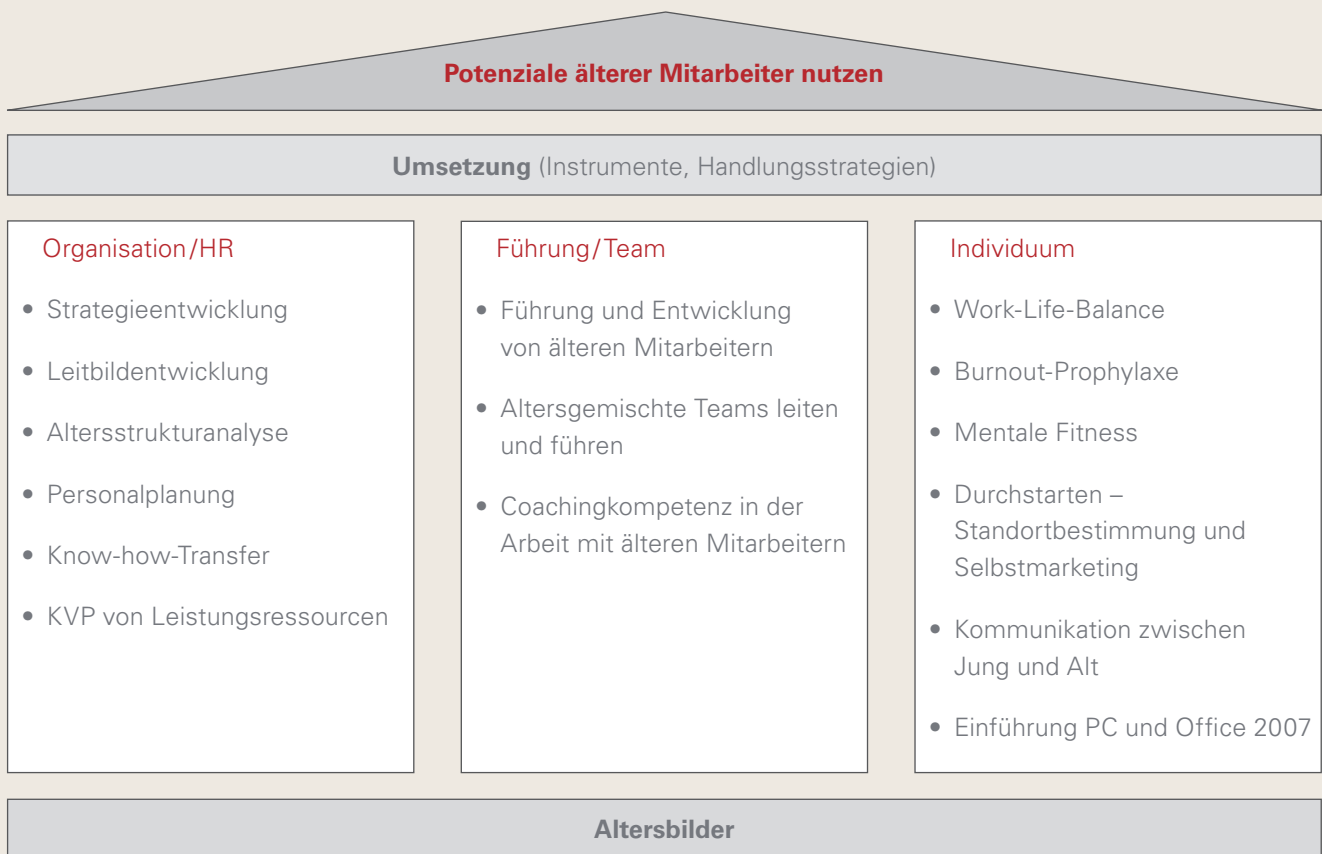 Potenziale älterer Mitarbeiter nutzen
Umsetzung (Instrumente, Handlungsstrategien)
Organisation/HR
• Strategieentwicklung
• Leitbildentwicklung
• Altersstrukturanalyse
• Personalplanung
• Know-how-Transfer
• KVP von Leistungsressourcen
Führung/Team
• Führung und Entwicklung
von älteren Mitarbeitern
• Altersgemischte Teams leiten
und führen
• Coachingkompetenz in der
Arbeit mit älteren Mitarbeitern
Individuum
• Work-Life-Balance
• Burnout-Prophylaxe
• Mentale Fitness
• Durchstarten –
Standortbestimmung und
Selbstmarketing
• Kommunikation zwischen
Jung und Alt
• Einführung PC und Office 2007
Altersbilder